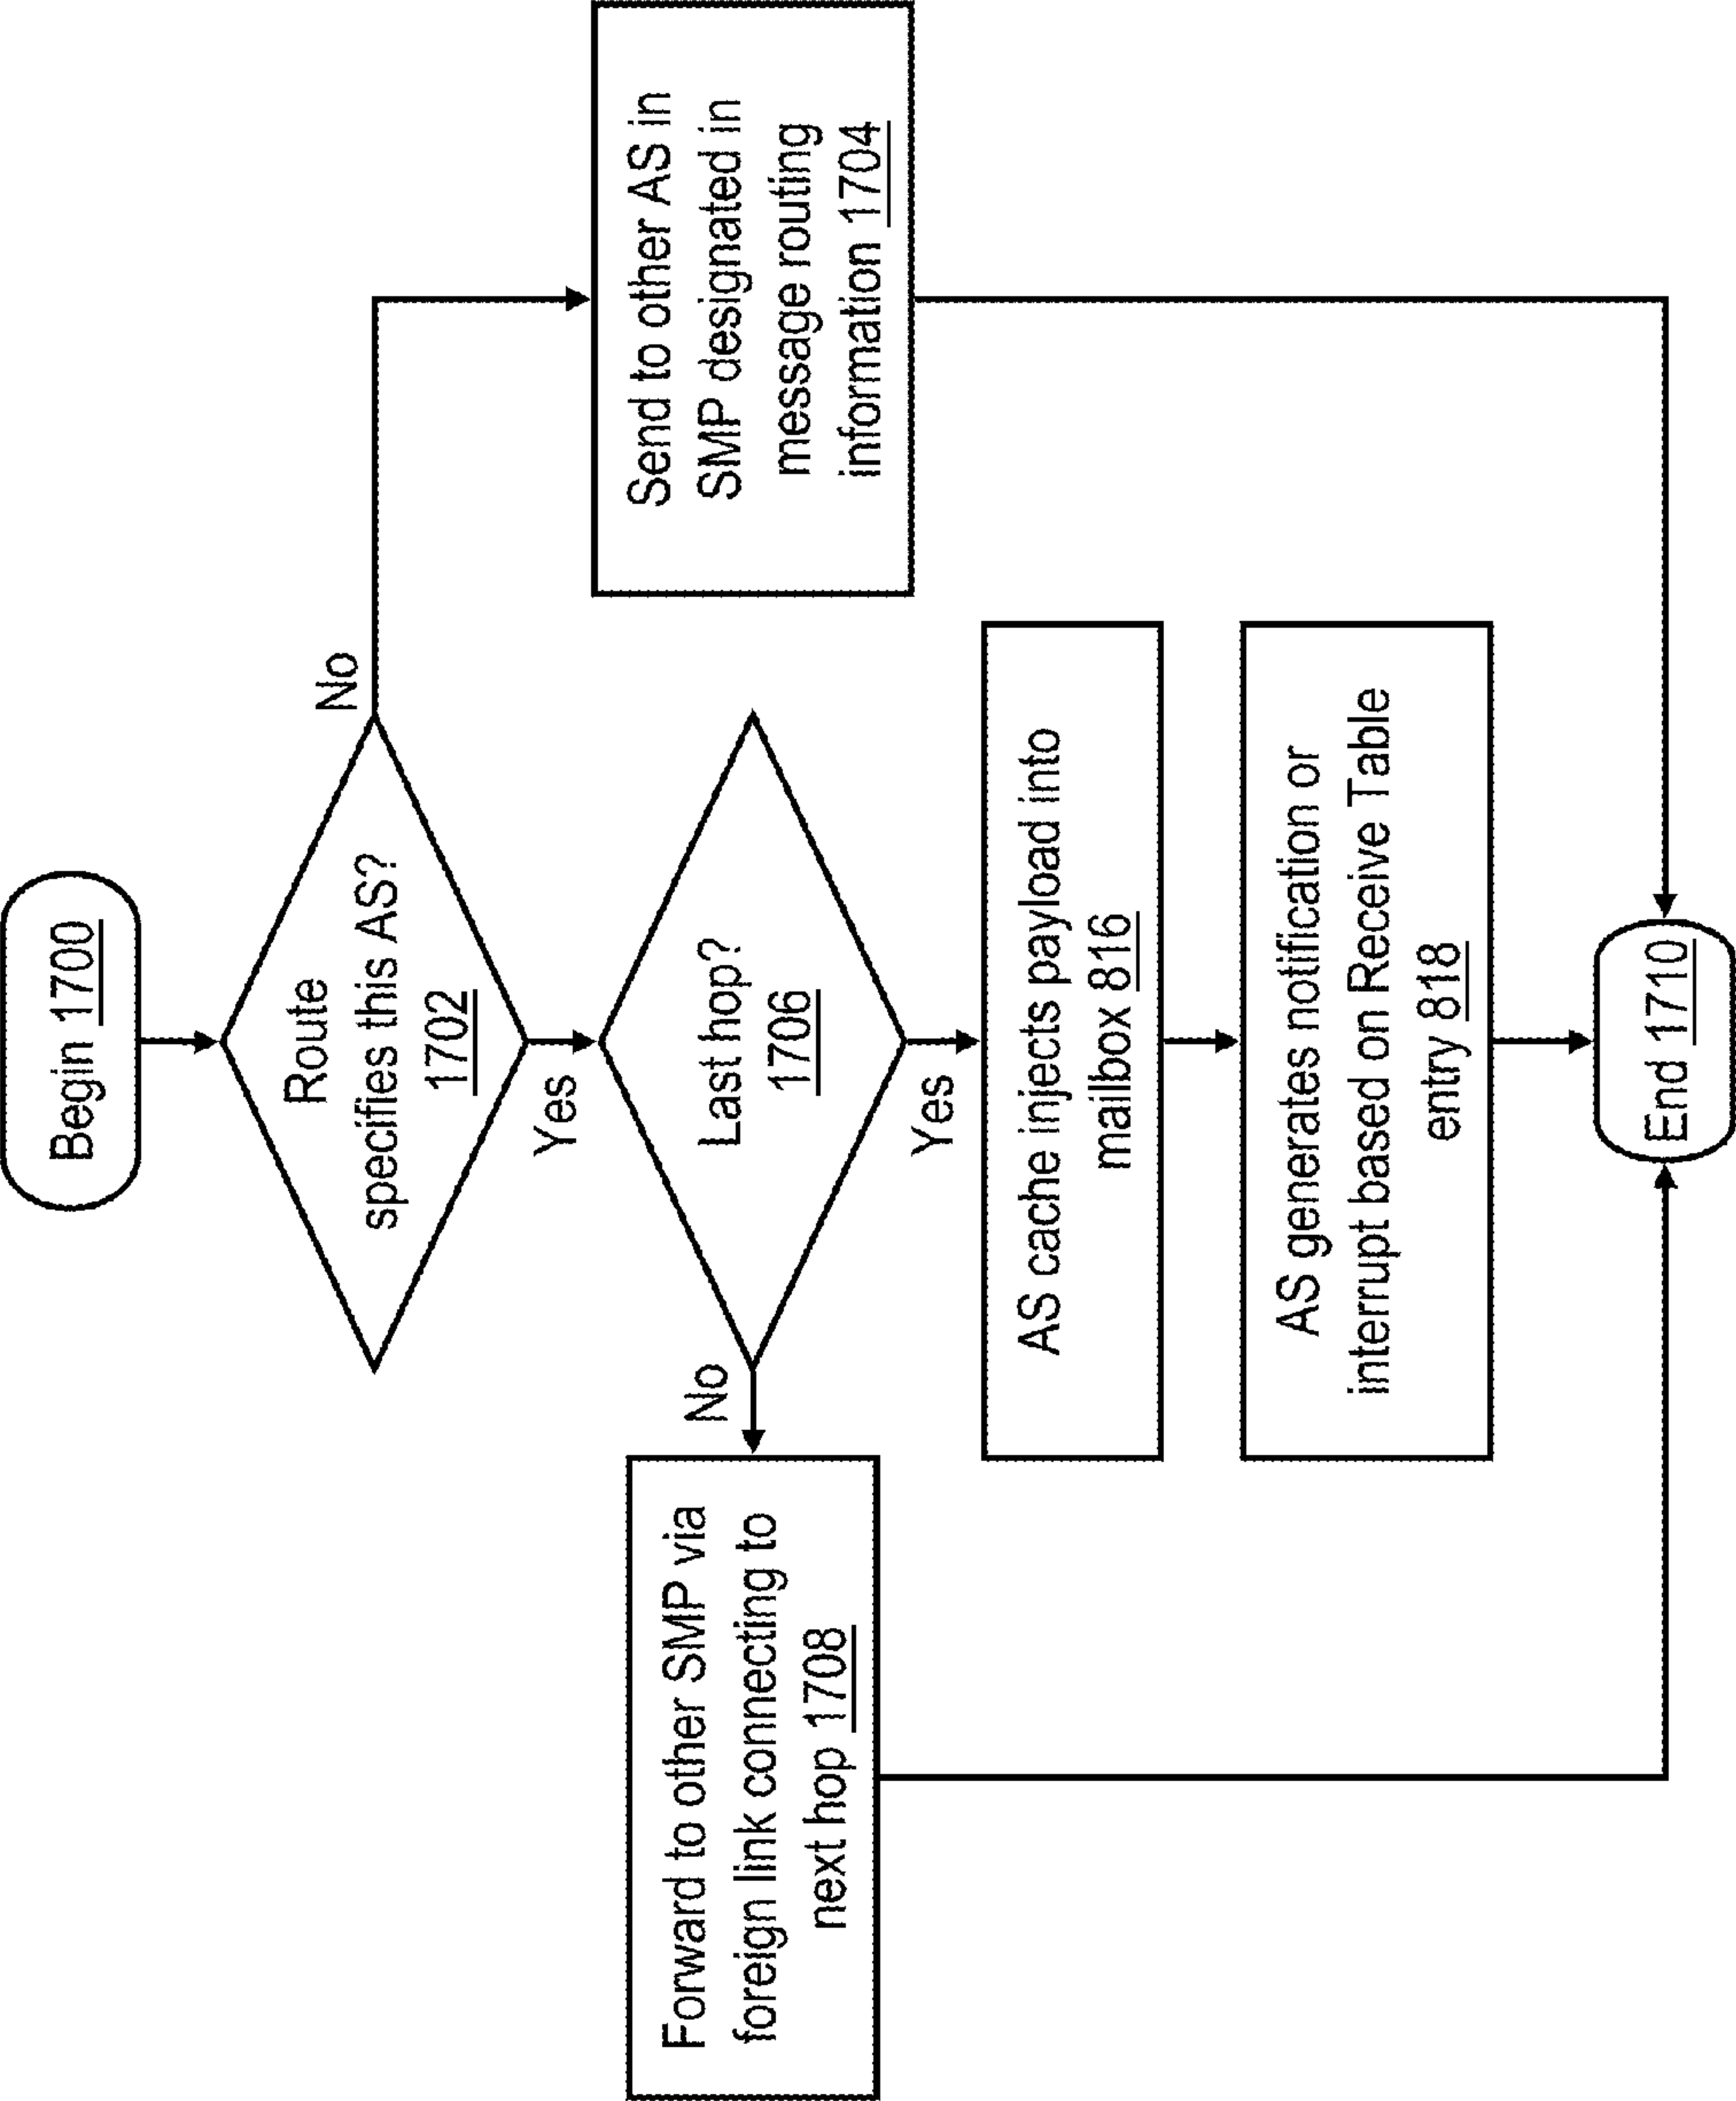 Begin 1700
Route
specifies this AS?
1702
No
Yes
Send to other AS in
SMP designated in
message routing
information 1704
Last hop?
1706
No
Yes
Forward to other SMP via
foreign link connecting to
next hop 1708
AS cache injects payload into
mailbox 816
AS generates notification or
interrupt based on Receive Table
entry 818
End 1710